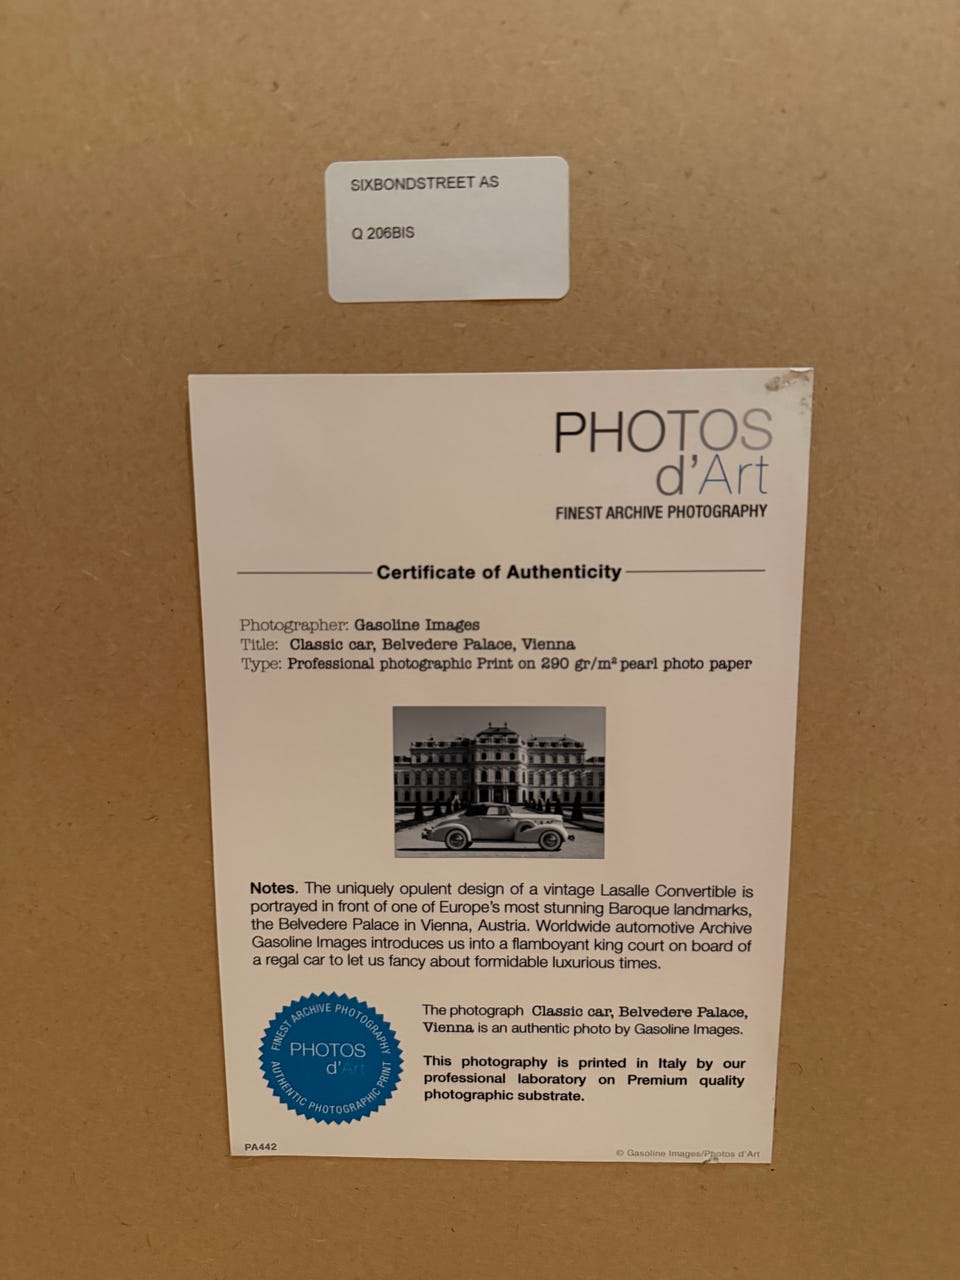 SIXBONDSTREET AS
Q 206BIS
PHOTOS
d'Art
FINEST ARCHIVE PHOTOGRAPHY
Certificate of Authenticity
Photographer: Gasoline Images
Title: Classic car, Belvedere Palace, Vienna
Type: Professional photographic Print on 290 gr/m² pearl photo paper
Notes. The uniquely opulent design of a vintage Lasalle Convertible is
portrayed in front of one of Europe's most stunning Baroque landmarks,
the Belvedere Palace in Vienna, Austria. Worldwide automotive Archive
Gasoline Images introduces us into a flamboyant king court on board of
a regal car to let us fancy about formidable luxurious times.
FINEST ARCHIVE PHOTOGRAPHY
PHOTOS
d'Art
AUTHENTIC PHOTOGRAPHIC PRINT
The photograph Classic car, Belvedere Palace,
Vienna is an authentic photo by Gasoline Images.
This photography is printed in Italy by our
professional laboratory on Premium quality
photographic substrate.
PA442
© Gasoline Images/Photos d'Art